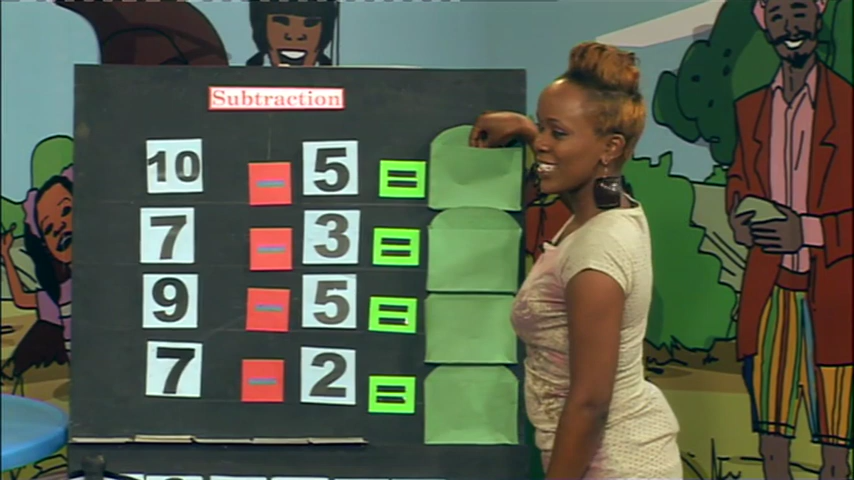 Subtraction
10 - 5 =
7 - 3 =
9 - 5 =
7 - 2 =